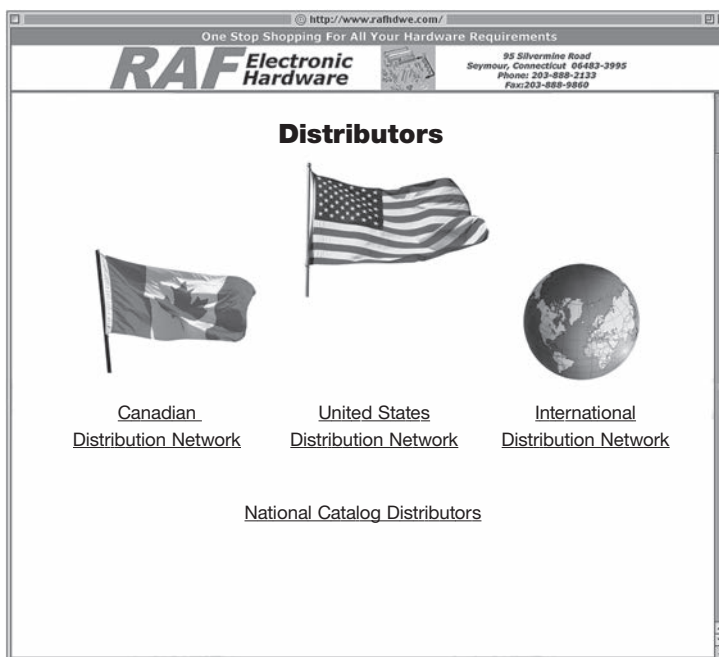 http://www.rafhdwe.com/
One Stop Shopping For All Your Hardware Requirements
RAF Electronic
Hardware
95 Silvermine Road
Seymour, Connecticut 06483-3995
Phone: 203-888-2133
Fax:203-888-9860
Distributors
Canadian
Distribution Network
United States
Distribution Network
International
Distribution Network
National Catalog Distributors